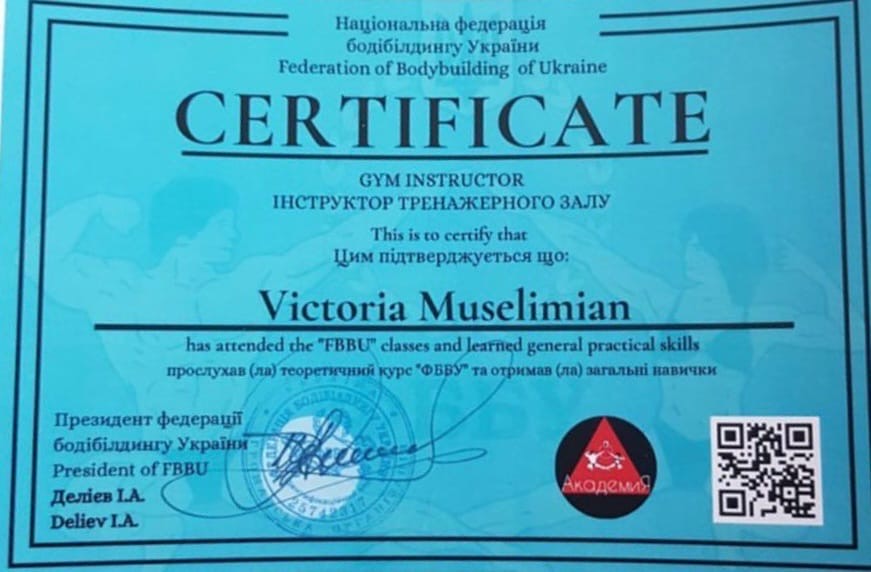 Національна федерація
бодібілдингу України
Federation of Bodybuilding of Ukraine
CERTIFICATE
GYM INSTRUCTOR
ІНСТРУКТОР ТРЕНАЖЕРНОГО ЗАЛУ
This is to certify that
Цим підтверджується що:
Victoria Muselimian
has attended the "FBBU" classes and learned general practical skills
прослухав (ла) теоретичний курс "ФББУ" та отримав (ла) загальні навички
Президент федерації
бодібілдингу України
President of FBBU
Деліев І.А.
Deliev I.A.
АкадемиЯ